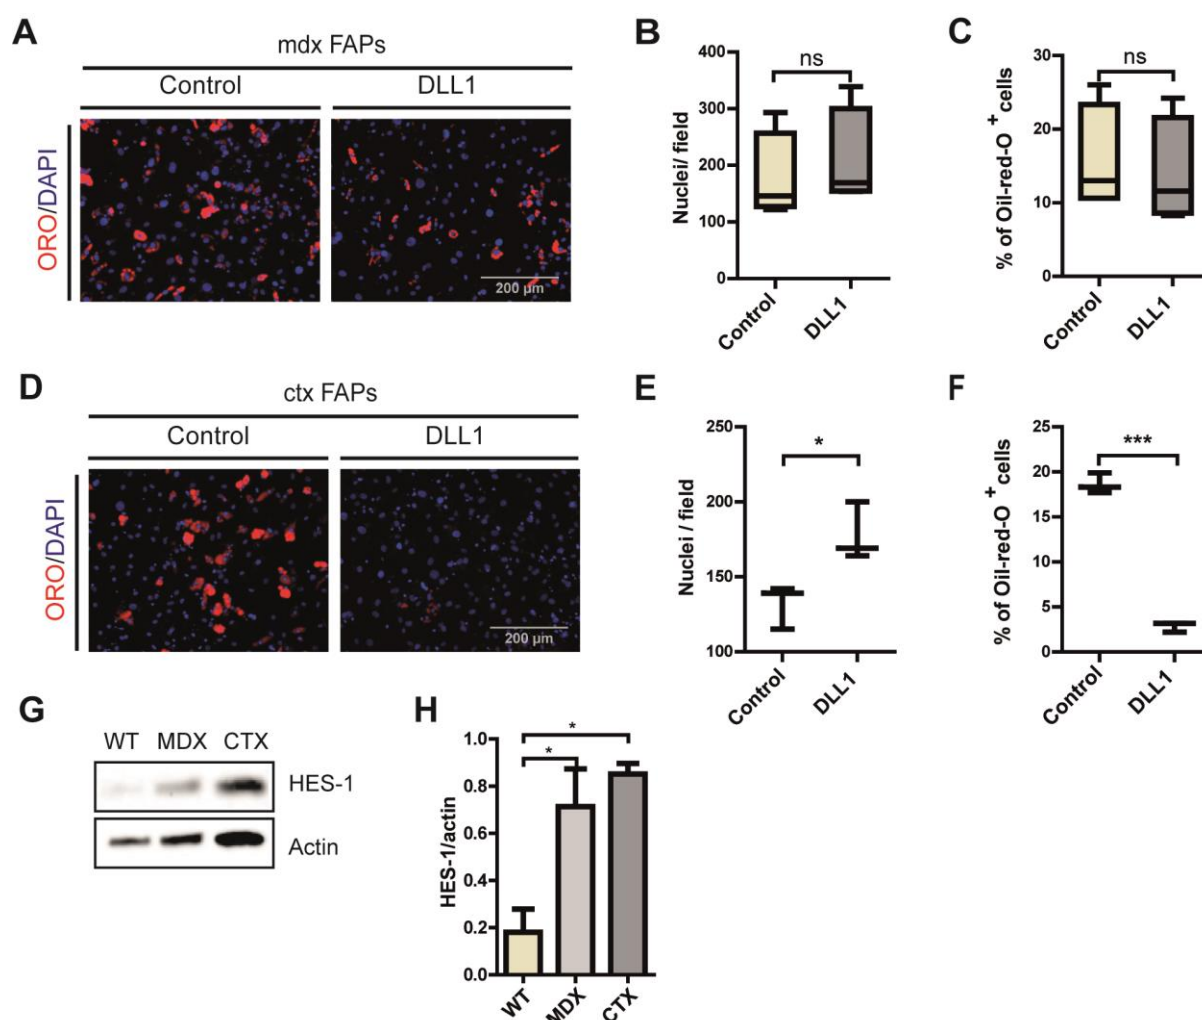 A
mdx FAPs
Control
DLL1
ORO/DAPI
200 µm
B
400
300
200
100
0
Nuclei/ field
ns
Control
DLL1
C
30
20
10
0
% of Oil-red-O + cells
ns
Control
DLL1
D
ctx FAPs
Control
DLL1
ORO/DAPI
200 µm
E
250
200
150
100
Nuclei / field
*
Control
DLL1
F
25
20
15
10
5
0
% of Oil-red-O + cells
***
Control
DLL1
G
WT MDX CTX
HES-1
Actin
H
1.0
0.8
0.6
0.4
0.2
0.0
HES-1/actin
*
*
WT
MDX
CTX